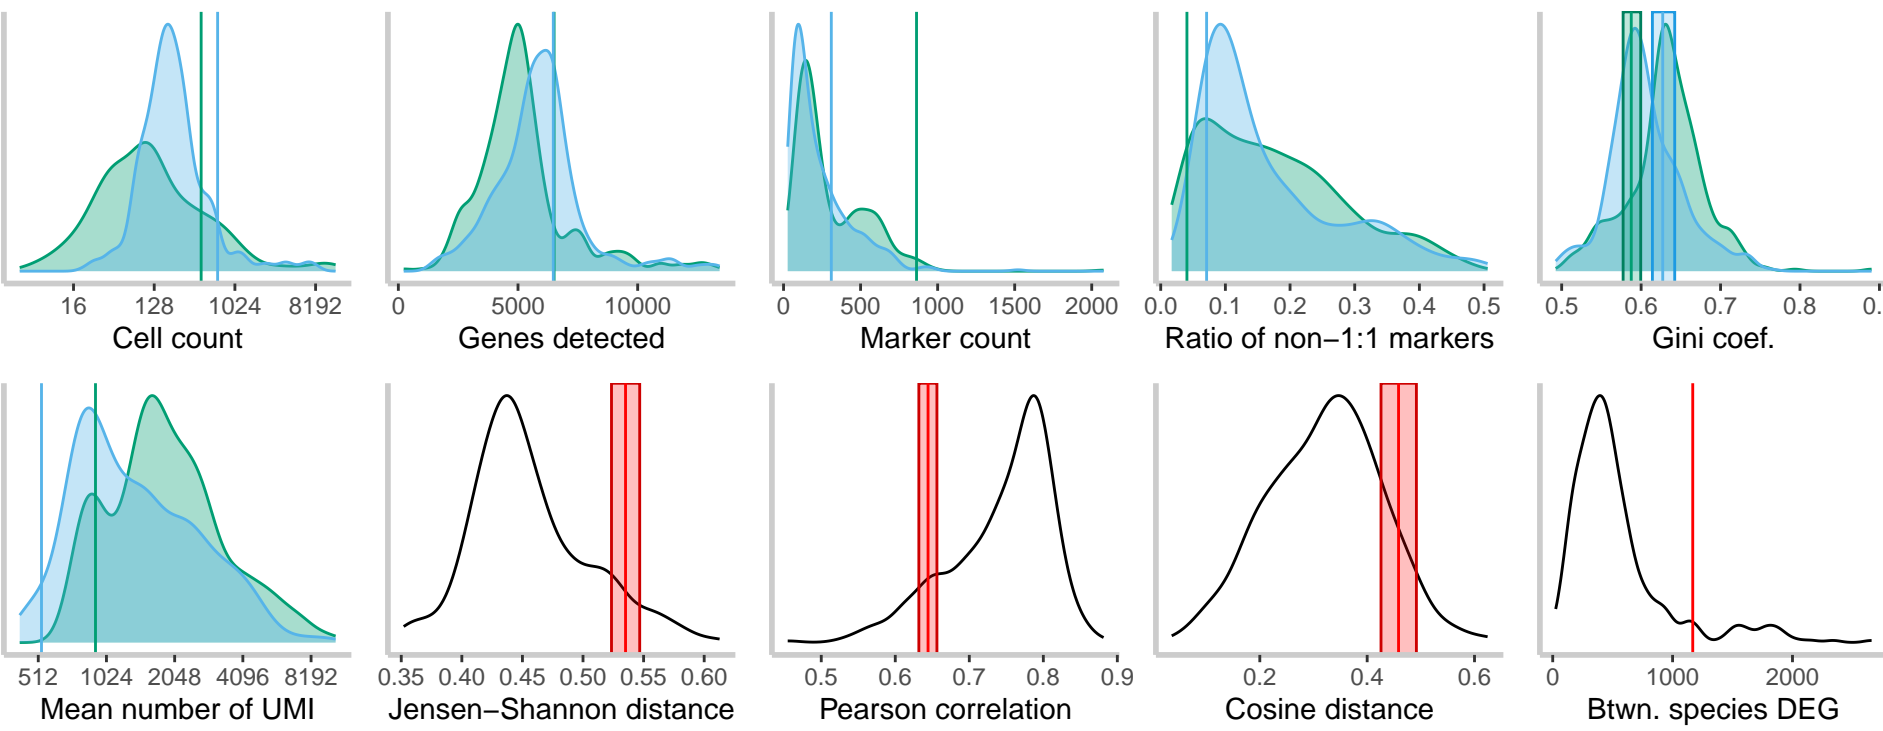 16 128 1024 8192
Cell count
0 5000 10000
Genes detected
0 500 1000 1500 2000
Marker count
0.0 0.1 0.2 0.3 0.4 0.5
Ratio of non−1:1 markers
0.5 0.6 0.7 0.8 0.
Gini coef.
512 1024 2048 4096 8192
Mean number of UMI
0.35 0.40 0.45 0.50 0.55 0.60
Jensen−Shannon distance
0.5 0.6 0.7 0.8 0.9
Pearson correlation
0.2 0.4 0.6
Cosine distance
0 1000 2000
Btwn. species DEG